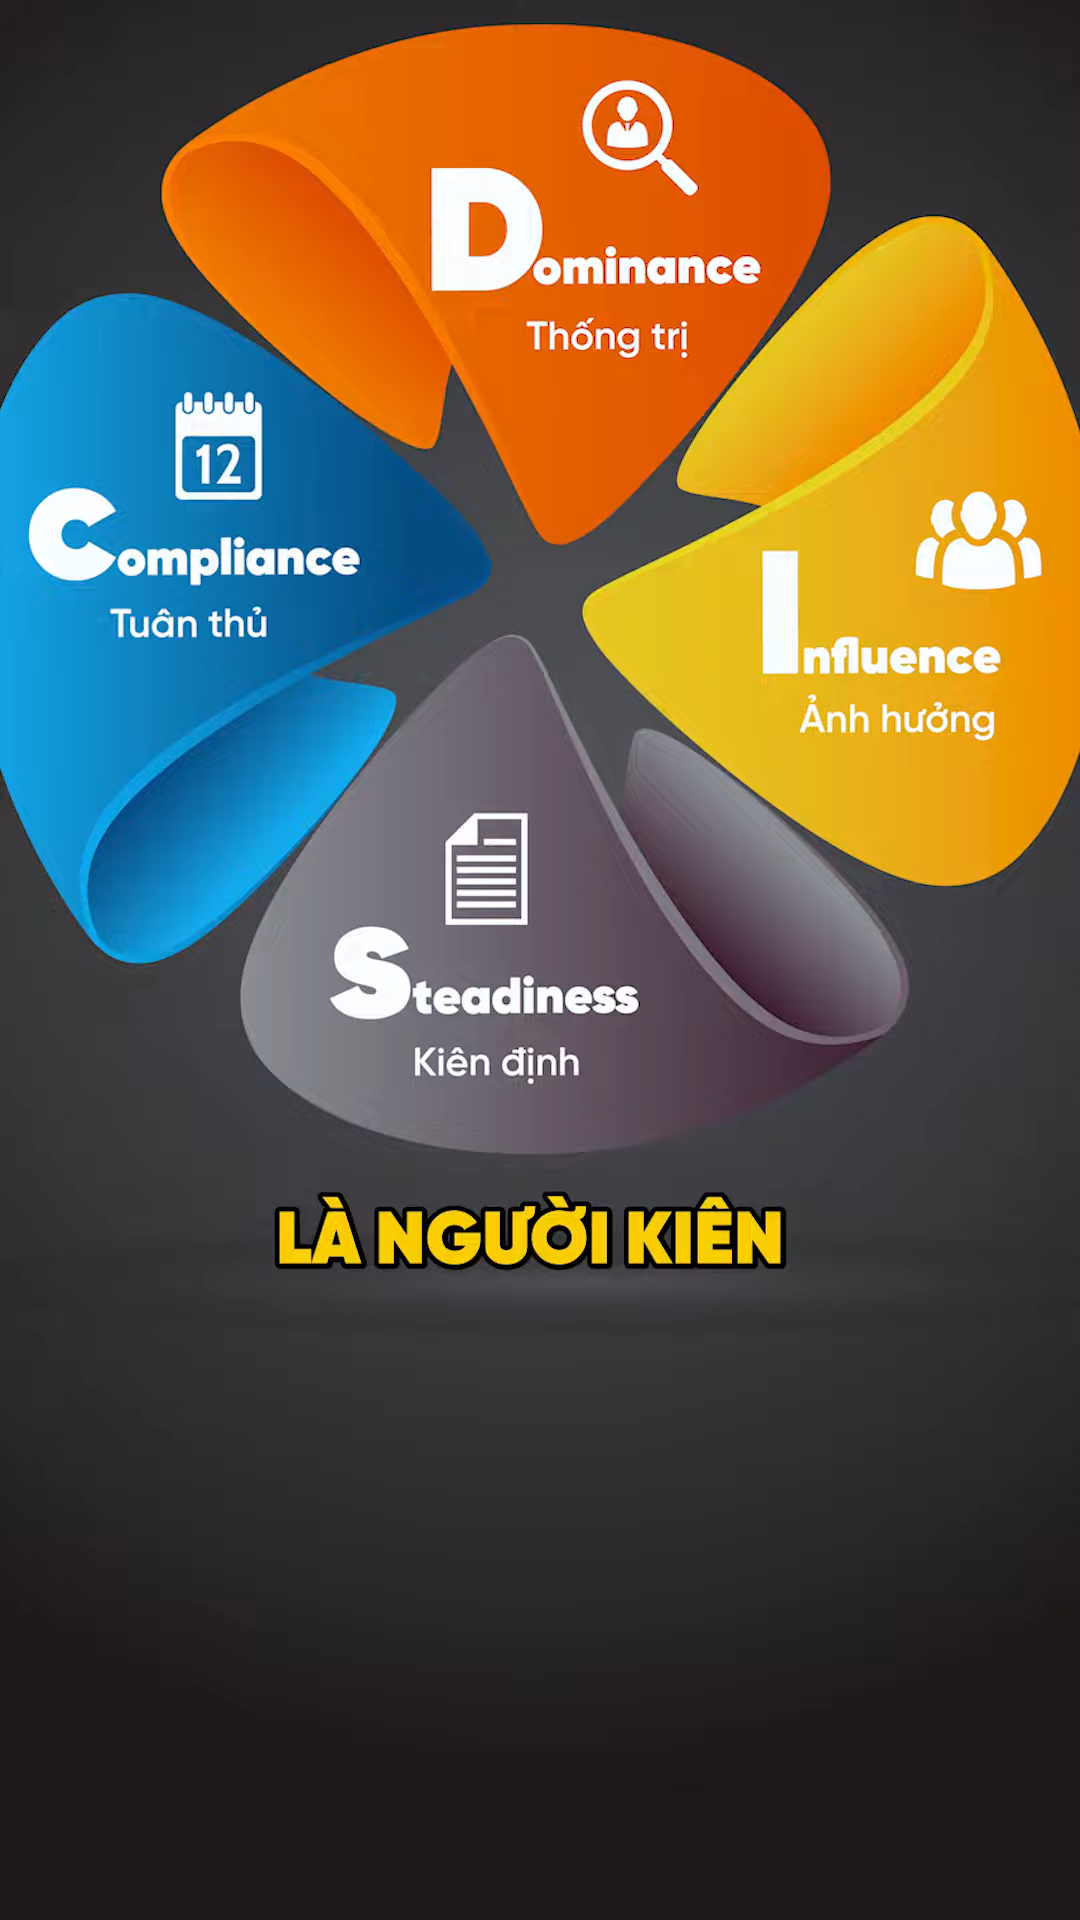 Dominance
Thống trị
12
Compliance
Tuân thủ
Influence
Ảnh hưởng
Steadiness
Kiên định
LÀ NGƯỜI KIÊN